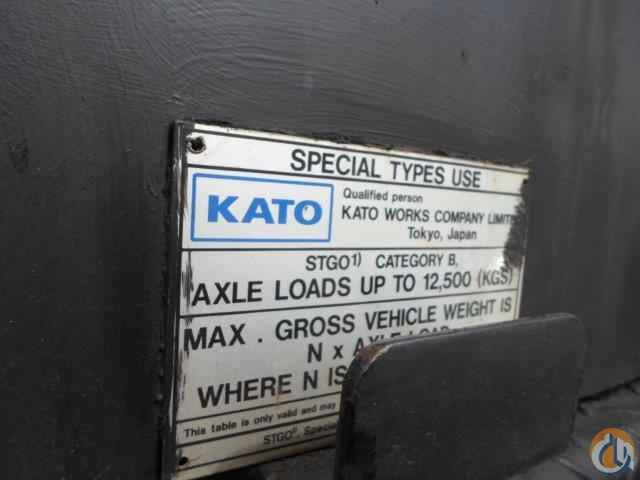 SPECIAL TYPES USE
KATO
Qualified person
KATO WORKS COMPANY
Tokyo, Japan
STGO1) CATEGORY B,
AXLE LOADS UP TO 12,500 (KGS)
MAX . GROSS VEHICLE WEIGHT IS
N x AXLE
WHERE N IS
This table is only valid and may
STGO